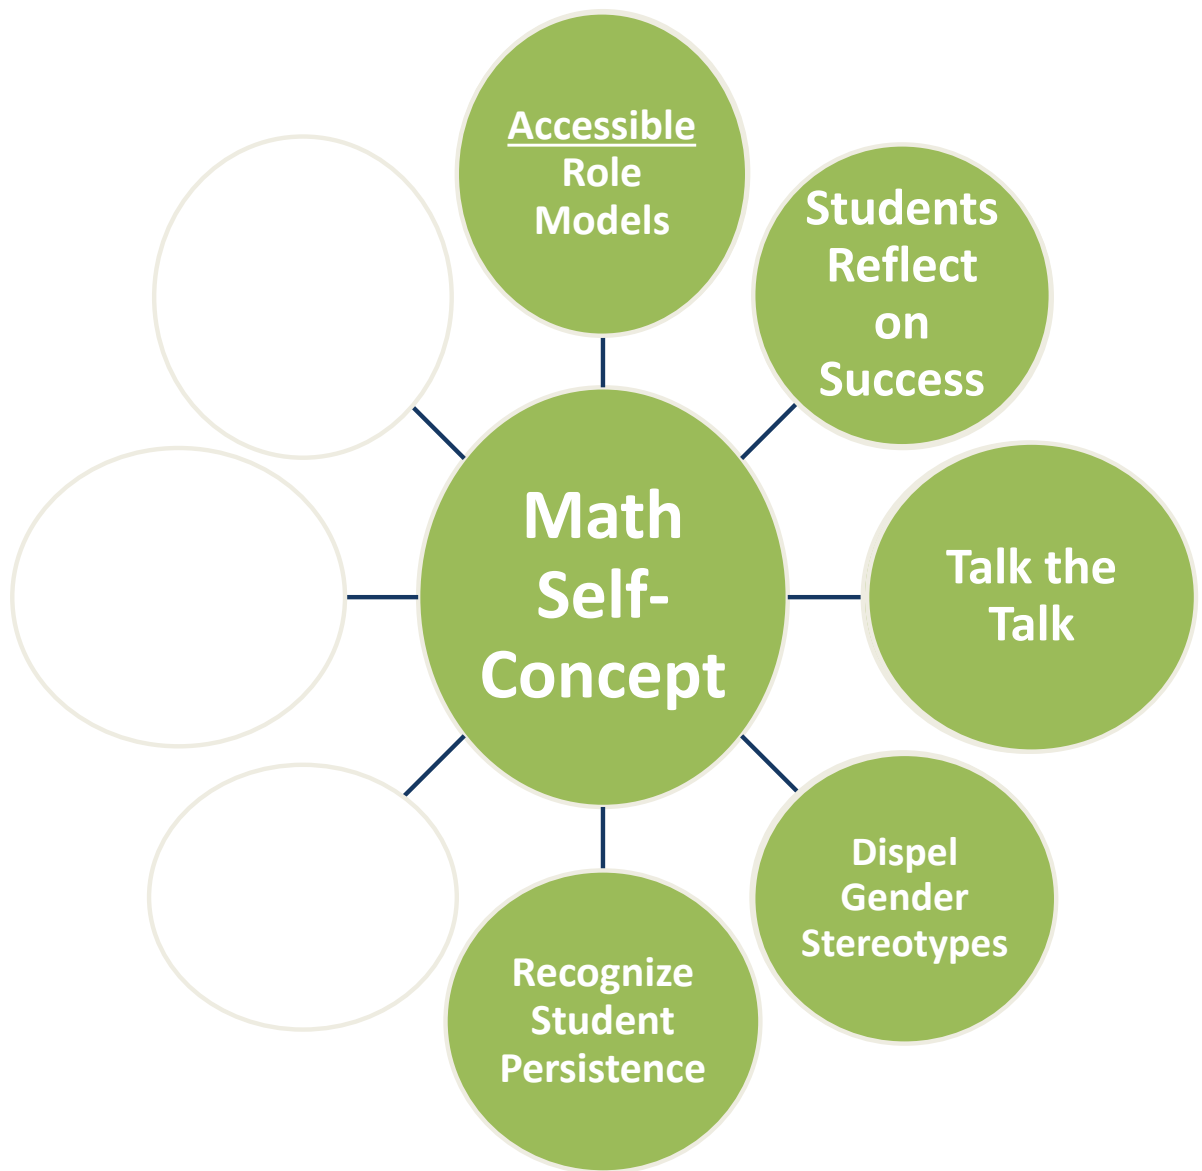 Accessible
Role
Models
Students
Reflect
on
Success
Math
Self-
Concept
Talk the
Talk
Dispel
Gender
Stereotypes
Recognize
Student
Persistence